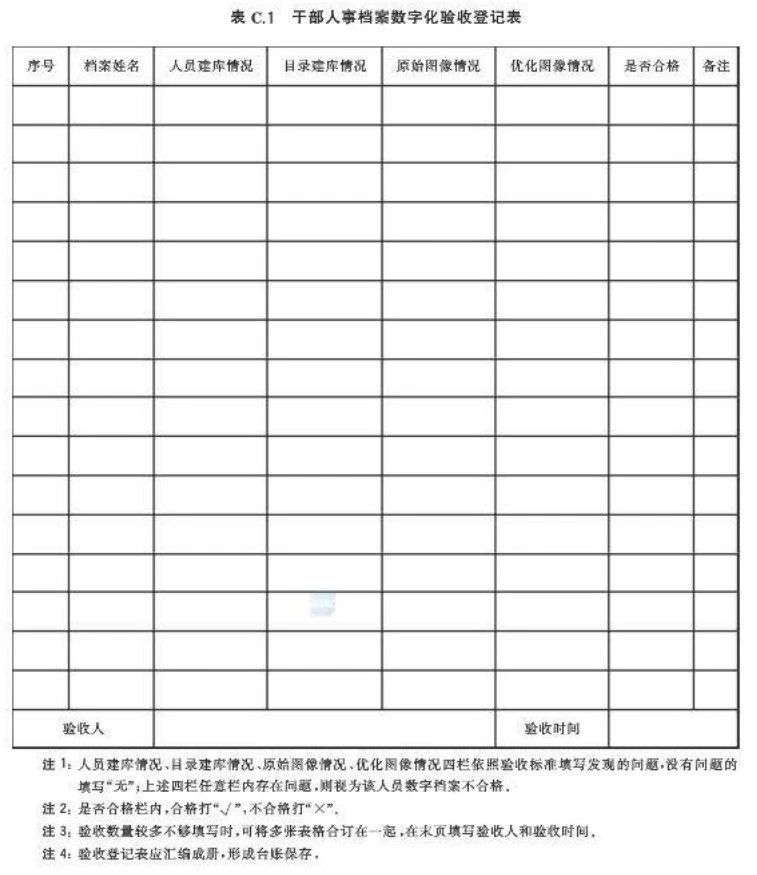 表 C.1 干部人事档案数字化验收登记表
序号 档案姓名 人员建库情况 目录建库情况 原始图像情况 优化图像情况 是否合格 备注
验收人 验收时间
注 1：人员建库情况、目录建库情况、原始图像情况、优化图像情况四栏依照验收标准填写发现的问题，没有问题的
填写“无”；上述四栏任意栏内存在问题，则视为该人员数字档案不合格。
注 2：是否合格栏内，合格打“√”，不合格打“×”。
注 3：验收数量较多不够填写时，可将多张表格合订在一起，在末页填写验收人和验收时间。
注 4：验收登记表应汇编成册，形成台账保存。